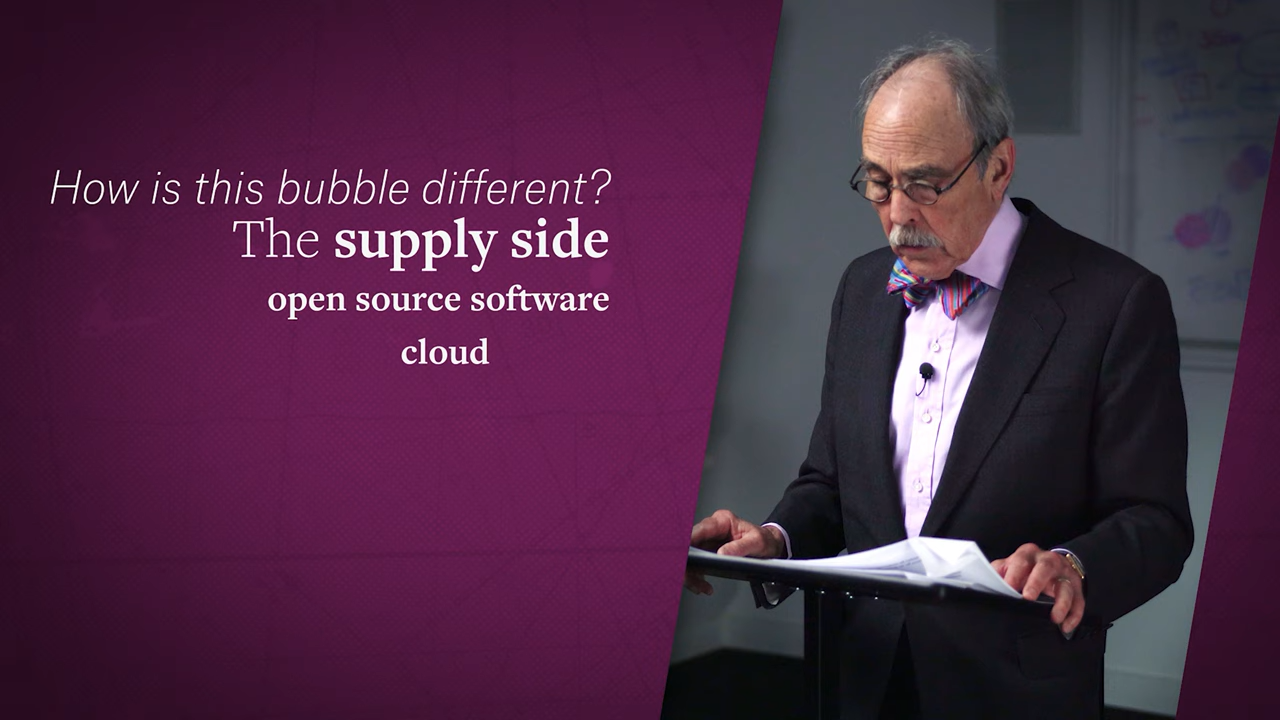 How is this bubble different?
The supply side
open source software
cloud